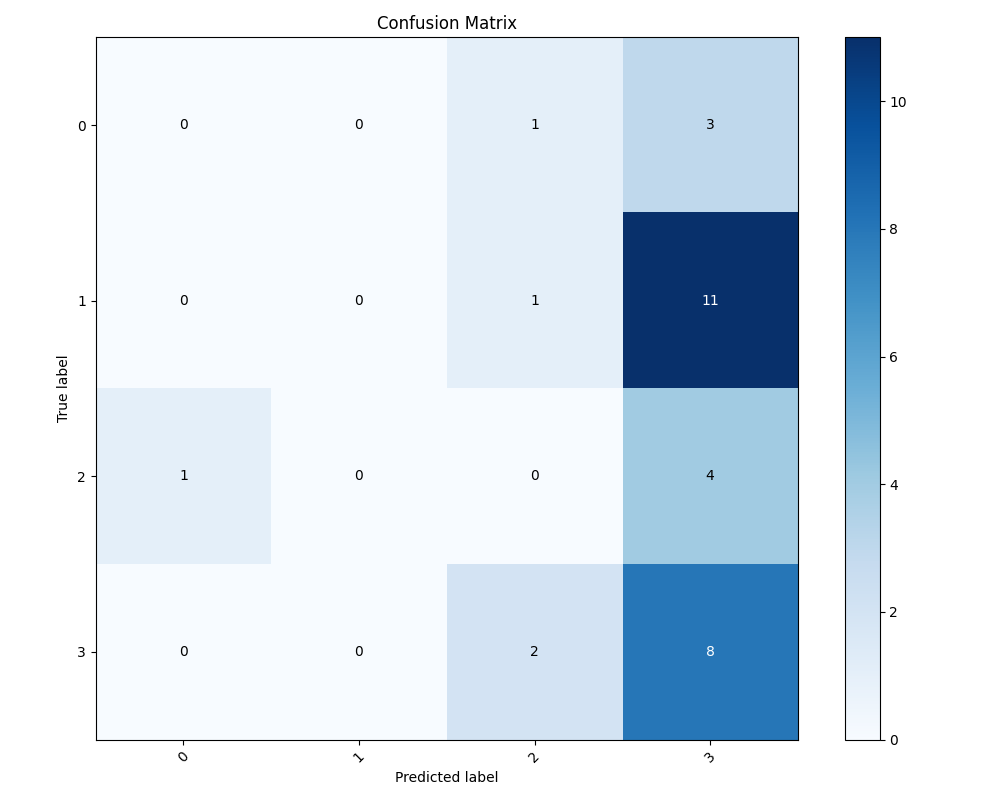 Confusion Matrix
0 0 0 1 3
1 0 0 1 11
2 1 0 0 4
3 0 0 2 8
True label
0 1 2 3
Predicted label
10
8
6
4
2
0